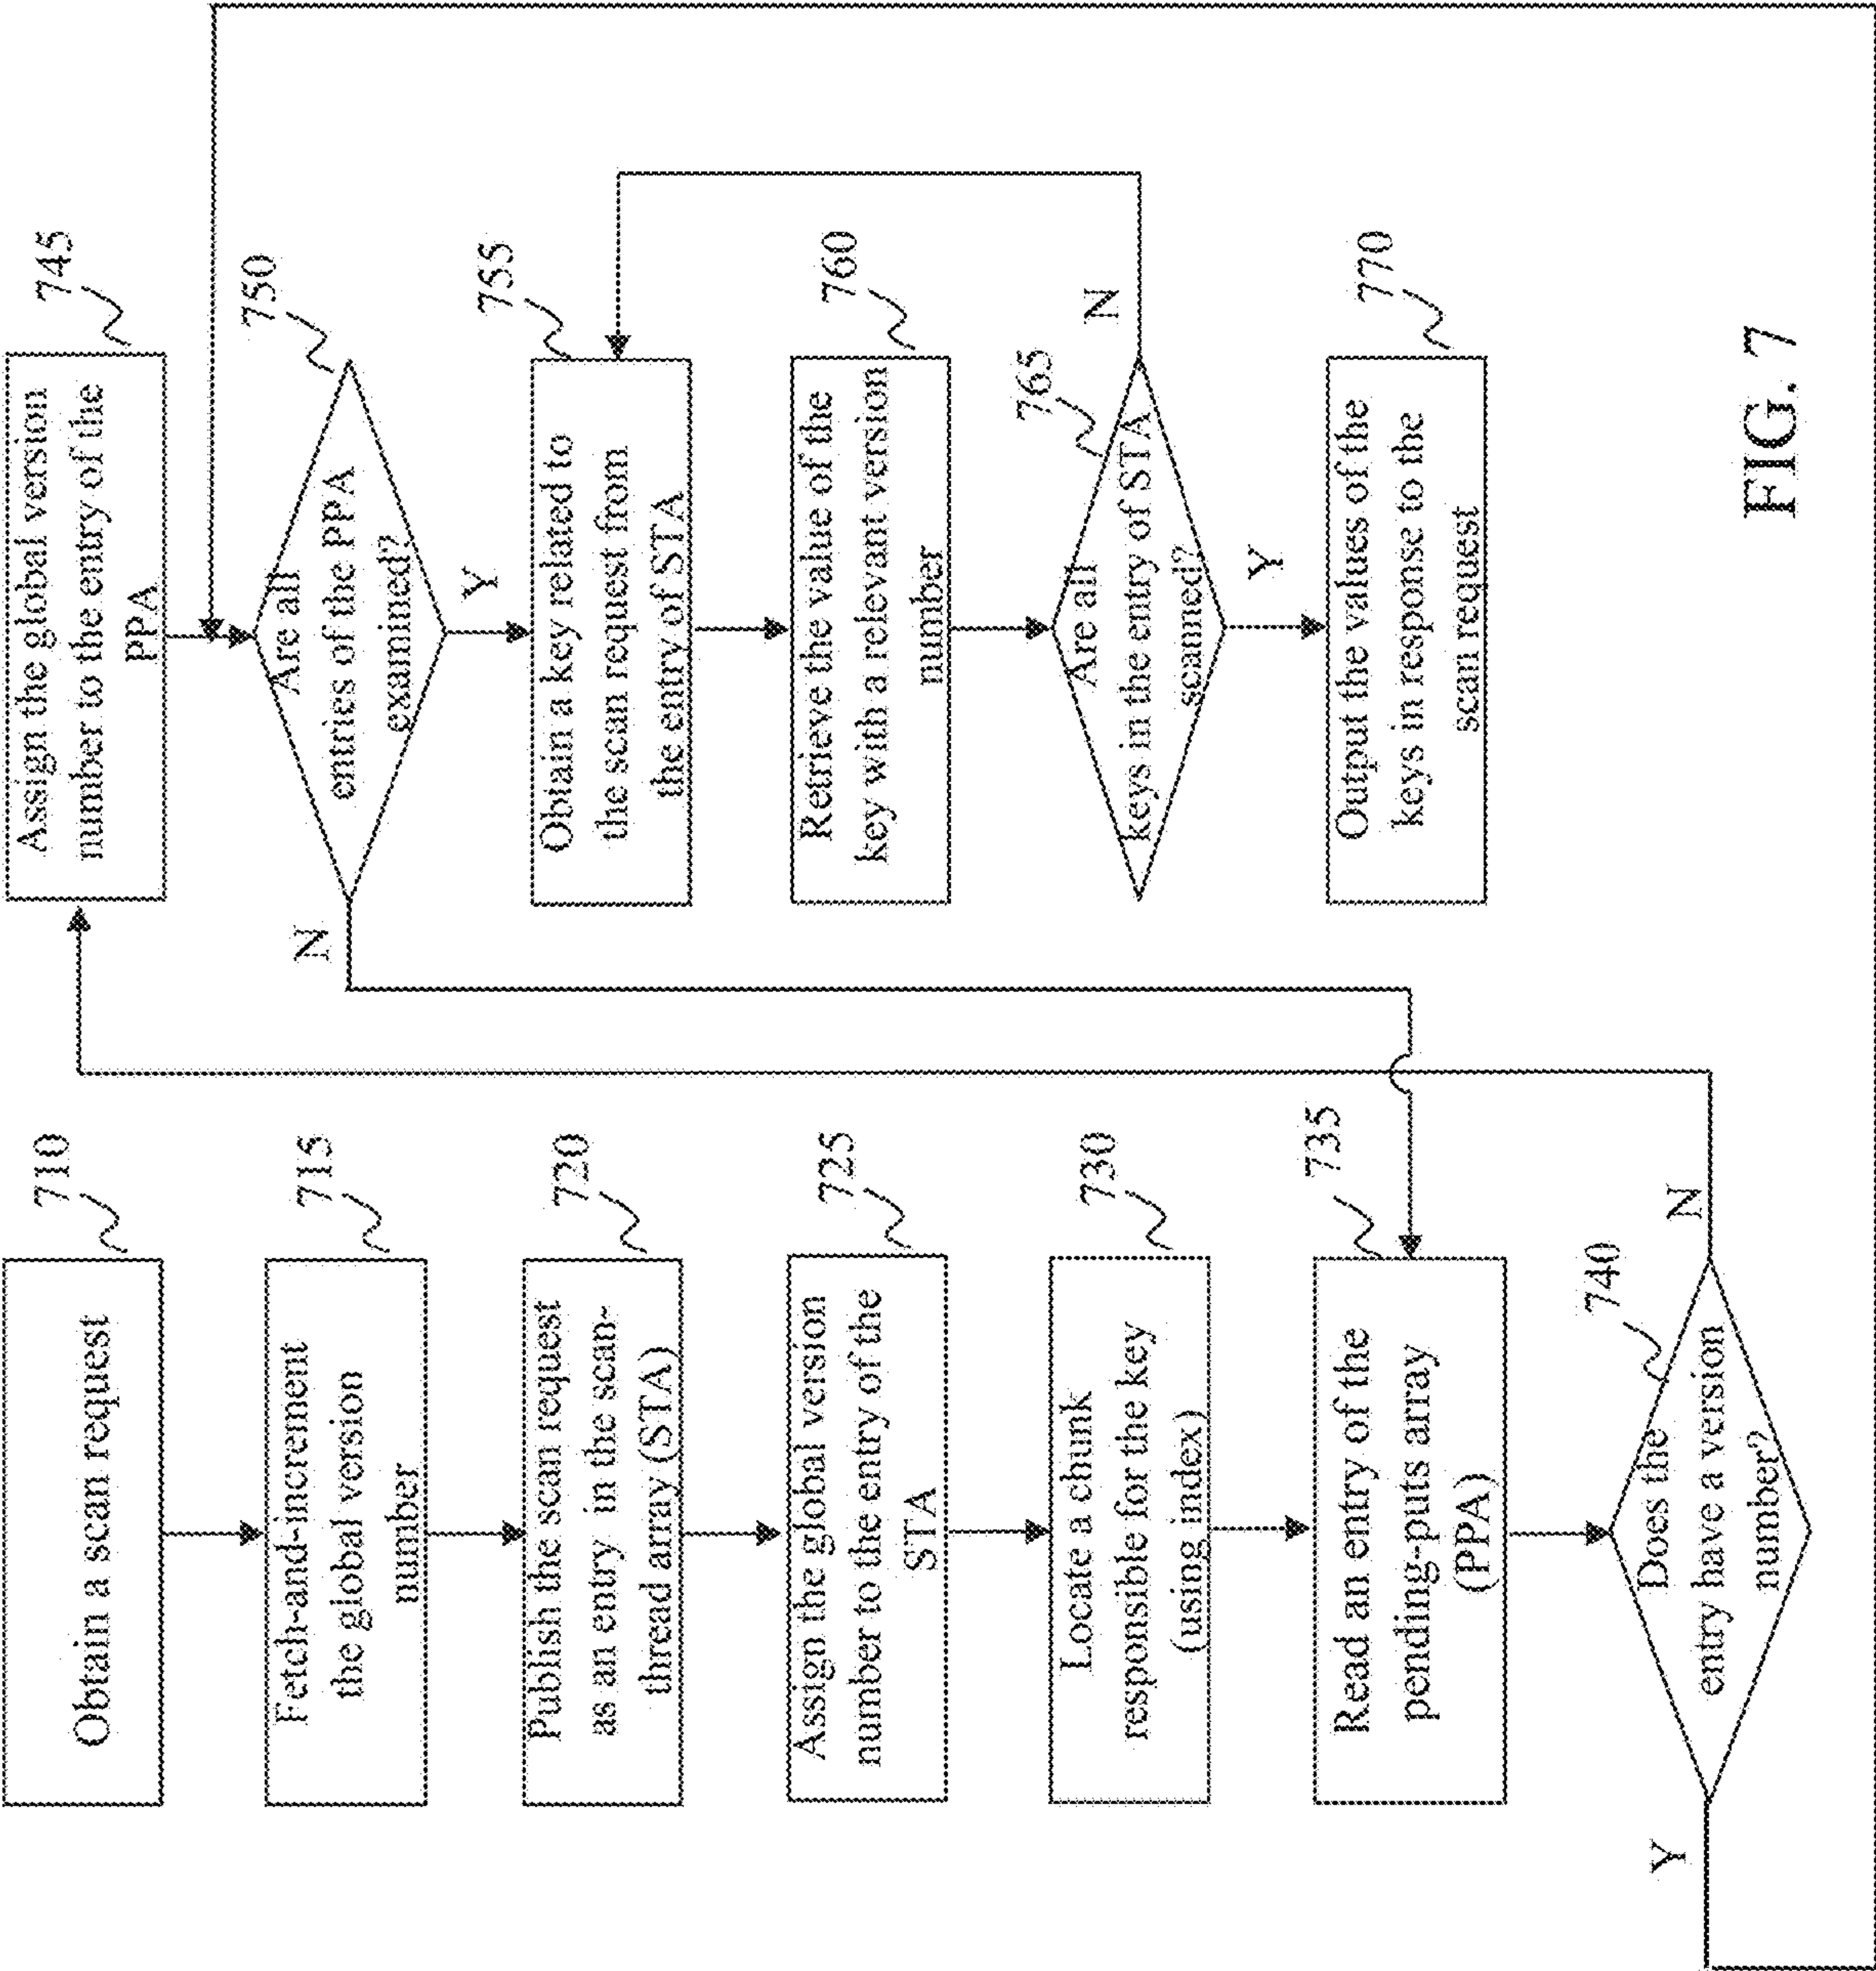 Obtain a scan request
710
Fetch-and-increment
the global version
number
715
Publish the scan request
as an entry in the scan-
thread array (STA)
720
Assign the global version
number to the entry of the
STA
725
Locate a chunk
responsible for the key
(using index)
730
Read an entry of the
pending-puts array
(PPA)
735
Does the
entry have a version
number?
740
Y
N
Assign the global version
number to the entry of the
PPA
745
Are all
entries of the PPA
examined?
750
N
Y
Obtain a key related to
the scan request from
the entry of STA
755
Retrieve the value of the
key with a relevant version
number
760
Are all
keys in the entry of STA
scanned?
765
N
Y
Output the values of the
keys in response to the
scan request
770
FIG. 7